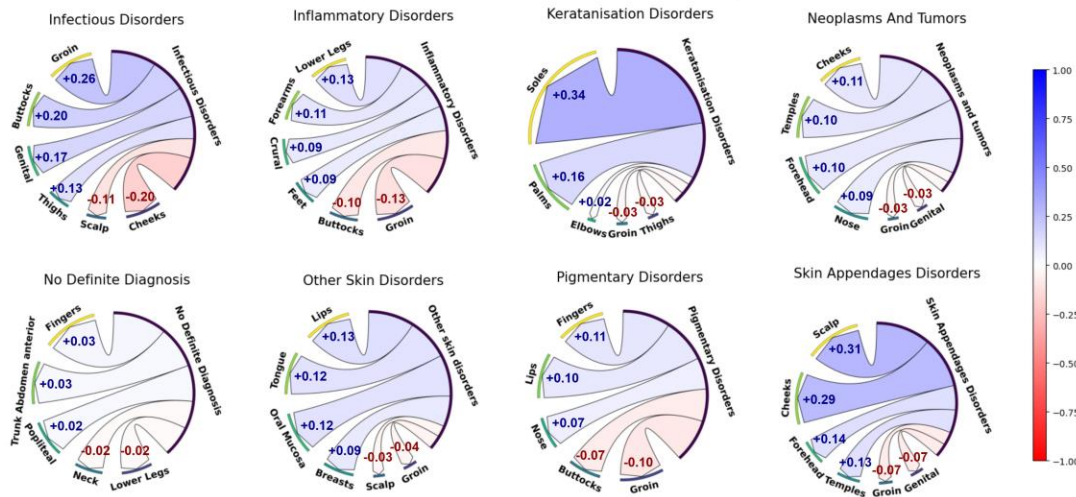 Infectious Disorders
Groin
+0.26
Buttocks
+0.20
Genital
+0.17
Thighs
+0.13
Scalp
-0.11
Cheeks
-0.20
Infectious Disorders
Inflammatory Disorders
Lower Legs
+0.13
Forearms
+0.11
Crural
+0.09
Feet
+0.09
Buttocks
-0.10
Groin
-0.13
Inflammatory Disorders
Keratanisation Disorders
Soles
+0.34
Palms
+0.16
Elbows
+0.02
Groin
-0.03
Thighs
-0.03
Keratanisation Disorders
Neoplasms And Tumors
Cheeks
+0.11
Temples
+0.10
Forehead
+0.10
Nose
+0.09
Groin
-0.03
Genital
-0.03
Neoplasms and tumors
No Definite Diagnosis
Fingers
+0.03
Trunk Abdomen anterior
+0.03
Popliteal
+0.02
Neck
-0.02
Lower Legs
-0.02
No Definite Diagnosis
Other Skin Disorders
Lips
+0.13
Tongue
+0.12
Oral Mucosa
+0.12
Breasts
+0.09
Scalp
-0.03
Groin
-0.04
Other skin disorders
Pigmentary Disorders
Fingers
+0.11
Lips
+0.10
Nose
+0.07
Buttocks
-0.07
Groin
-0.10
Pigmentary Disorders
Skin Appendages Disorders
Scalp
+0.31
Cheeks
+0.29
Forehead
+0.14
Temples
+0.13
Groin
-0.07
Genital
-0.07
Skin Appendages Disorders
1.00
0.75
0.50
0.25
0.00
−0.25
−0.50
−0.75
−1.00